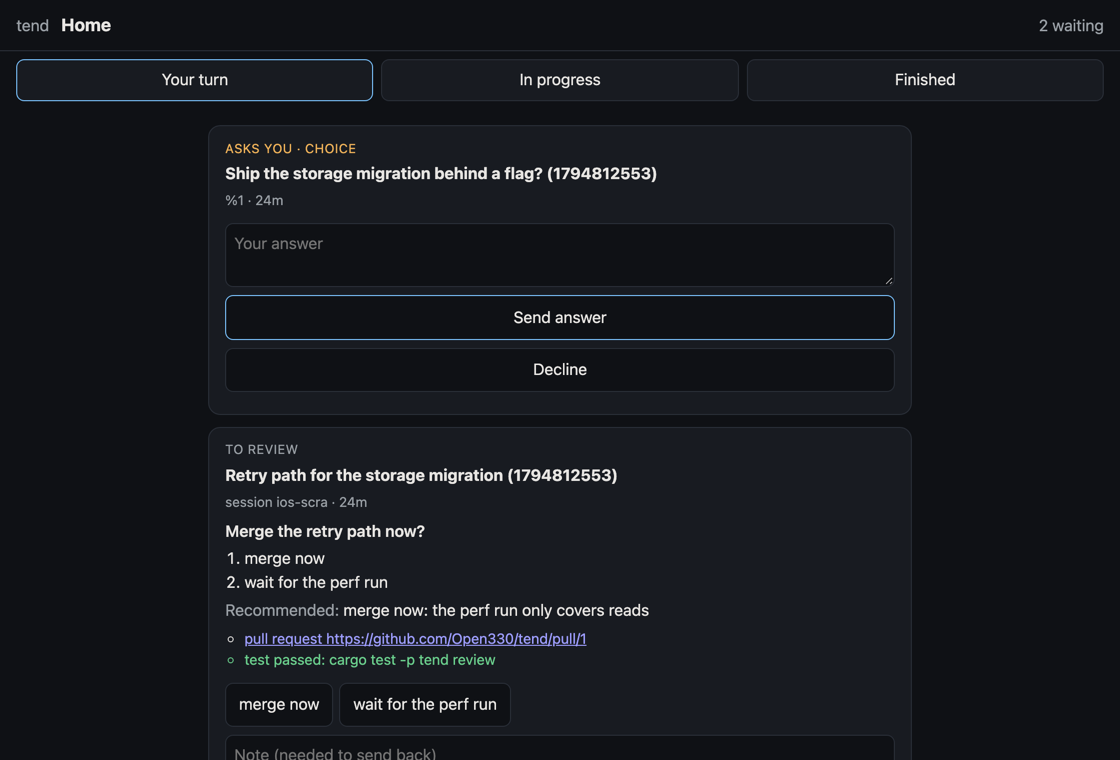 tend Home
2 waiting
Your turn
In progress
Finished
ASKS YOU · CHOICE
Ship the storage migration behind a flag? (1794812553)
%1 · 24m
Your answer
Send answer
Decline
TO REVIEW
Retry path for the storage migration (1794812553)
session ios-scra · 24m
Merge the retry path now?
1. merge now
2. wait for the perf run
Recommended: merge now: the perf run only covers reads
pull request https://github.com/Open330/tend/pull/1
test passed: cargo test -p tend review
merge now
wait for the perf run
Note (needed to send back)